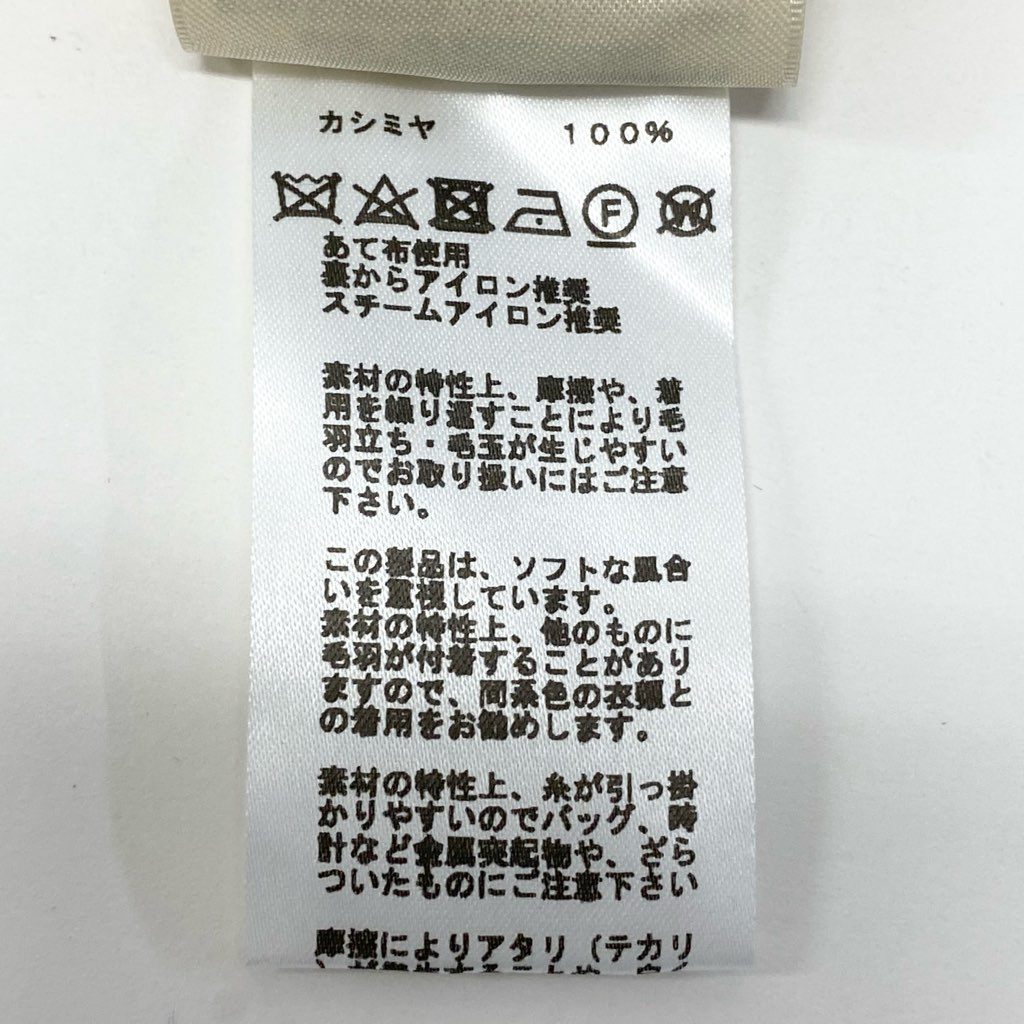 カシミヤ 100%
F W
あて布使用
裏からアイロン推奨
スチームアイロン推奨
素材の特性上、摩擦や、着
用を繰り返すことにより毛
羽立ち・毛玉が生じやすい
のでお取り扱いにはご注意
下さい。
この製品は、ソフトな風合
いを重視しています。
素材の特性上、他のものに
毛羽が付着することがあり
ますので、同系色の衣類と
の着用をお勧めします。
素材の特性上、糸が引っ掛
かりやすいのでバッグ、時
計など金属突起物や、ざら
ついたものにご注意下さい
摩擦によりアタリ（テカリ